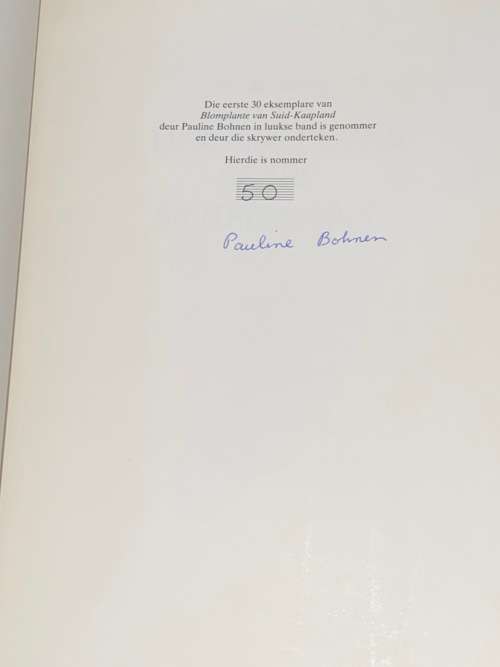 Die eerste 30 eksemplare van
Blomplante van Suid-Kaapland
deur Pauline Bohnen in luukse band is genommer
en deur die skrywer onderteken.
Hierdie is nommer
50
Pauline Bohnen